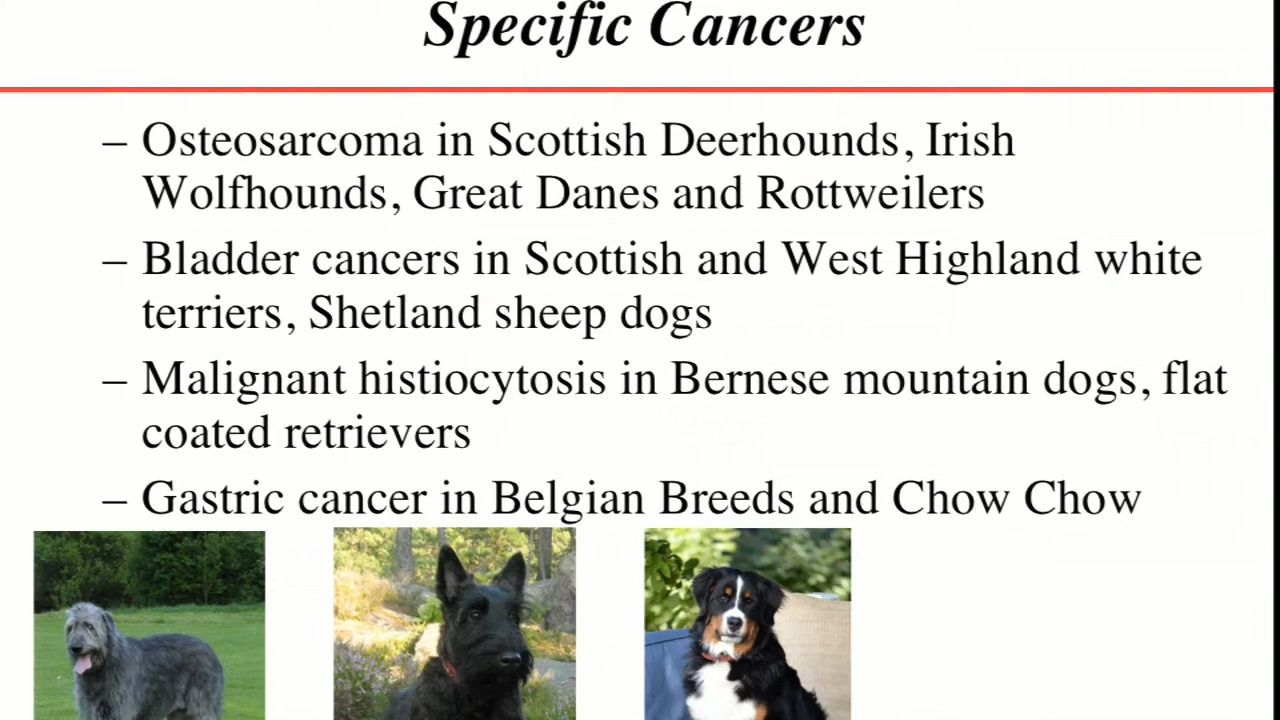 Specific Cancers
– Osteosarcoma in Scottish Deerhounds, Irish
Wolfhounds, Great Danes and Rottweilers
– Bladder cancers in Scottish and West Highland white
terriers, Shetland sheep dogs
– Malignant histiocytosis in Bernese mountain dogs, flat
coated retrievers
– Gastric cancer in Belgian Breeds and Chow Chow